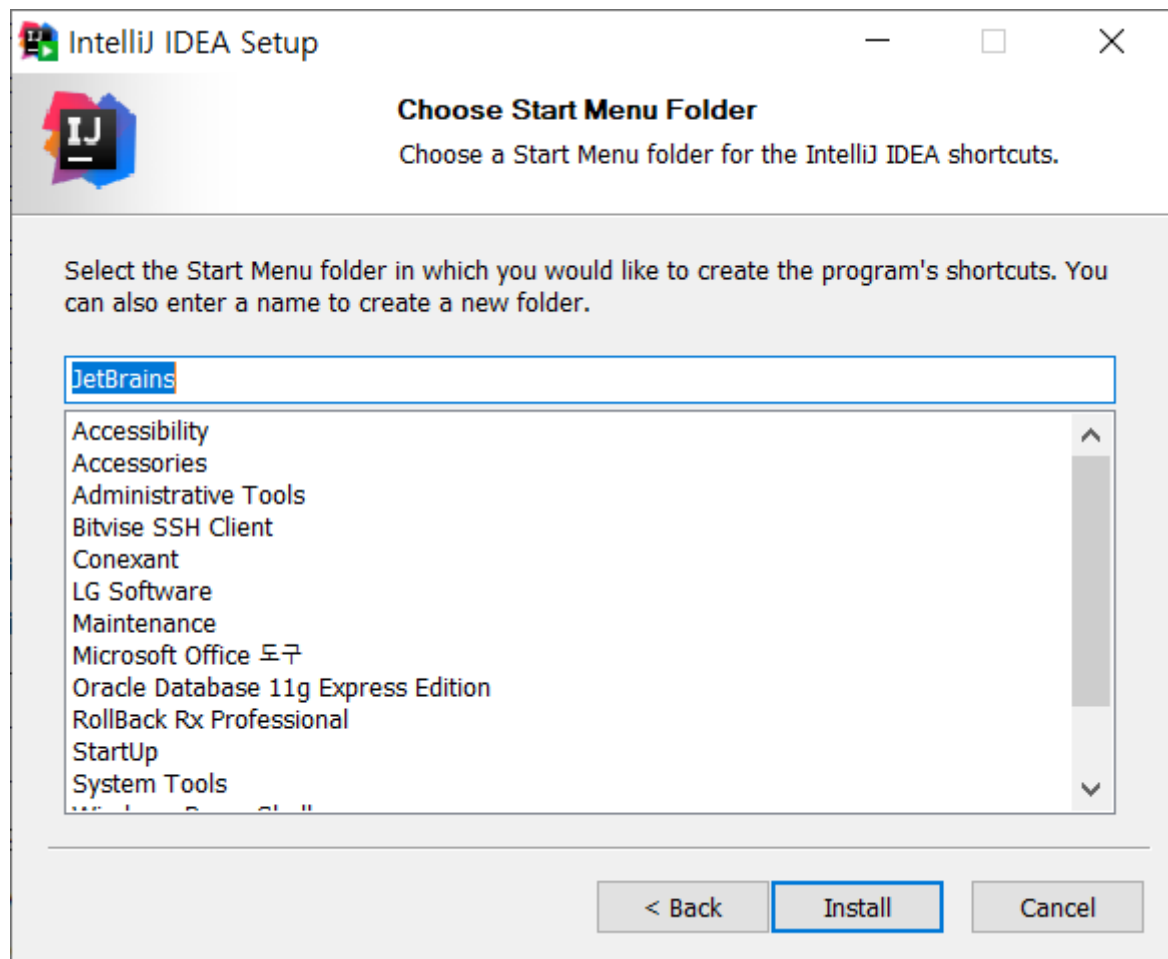 IntelliJ IDEA Setup
IJ
Choose Start Menu Folder
Choose a Start Menu folder for the IntelliJ IDEA shortcuts.
Select the Start Menu folder in which you would like to create the program's shortcuts. You
can also enter a name to create a new folder.
JetBrains
Accessibility
Accessories
Administrative Tools
Bitvise SSH Client
Conexant
LG Software
Maintenance
Microsoft Office 도구
Oracle Database 11g Express Edition
RollBack Rx Professional
StartUp
System Tools
< Back
Install
Cancel